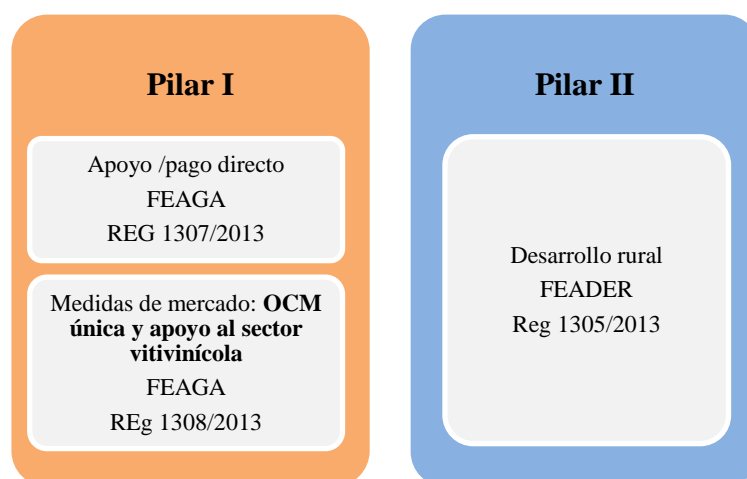 Pilar I
Apoyo /pago directo
FEAGA
REG 1307/2013
Medidas de mercado: OCM
única y apoyo al sector
vitivinícola
FEAGA
REg 1308/2013
Pilar II
Desarrollo rural
FEADER
Reg 1305/2013